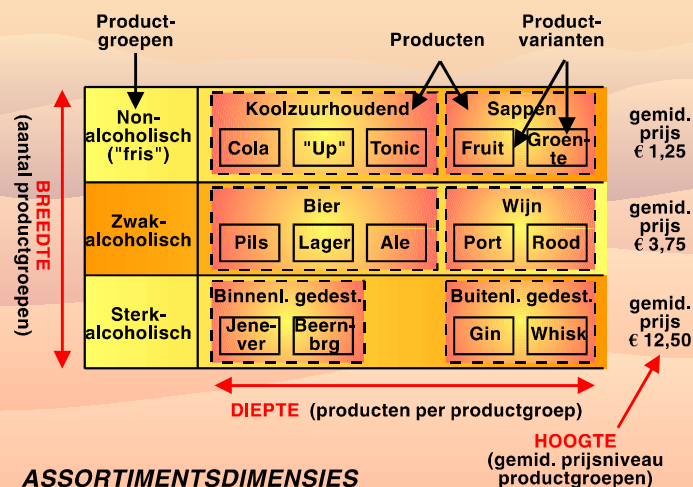 Product-
groepen
Producten
Product-
varianten
BREEDTE
(aantal productgroepen)
Non-
alcoholisch
("fris")
Koolzuurhoudend
Cola
"Up"
Tonic
Sappen
Fruit
Groen-
te
gemid.
prijs
€ 1,25
Zwak-
alcoholisch
Bier
Pils
Lager
Ale
Wijn
Port
Rood
gemid.
prijs
€ 3,75
Sterk-
alcoholisch
Binnenl. gedest.
Jene-
ver
Beern-
brg
Buitenl. gedest.
Gin
Whisk
gemid.
prijs
€ 12,50
DIEPTE (producten per productgroep)
HOOGTE
(gemid. prijsniveau
productgroepen)
ASSORTIMENTSDIMENSIES